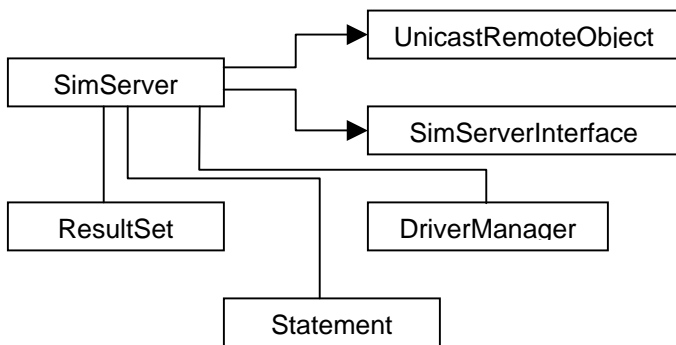 UnicastRemoteObject
SimServer
SimServerInterface
ResultSet
DriverManager
Statement